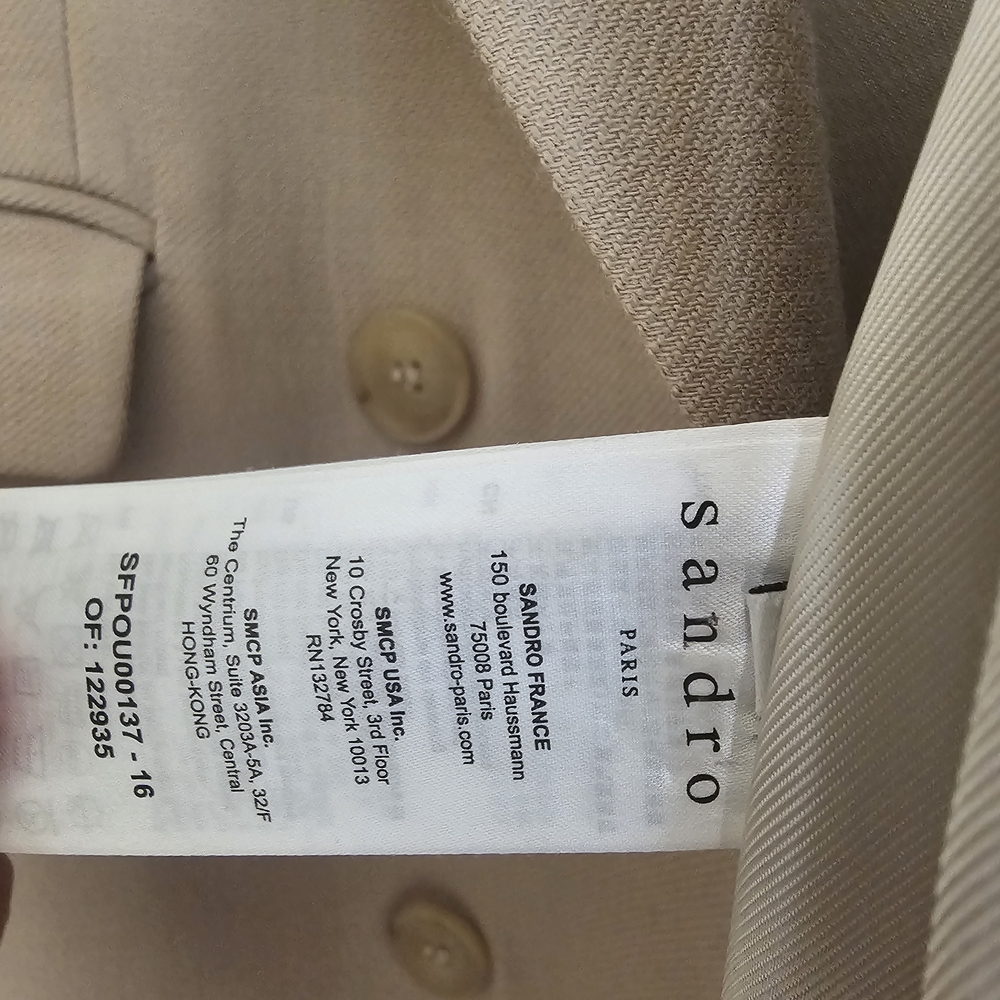 sandro
PARIS
SANDRO FRANCE
150 boulevard Haussmann
75008 Paris
www.sandro-paris.com
SMCP USA Inc.
10 Crosby Street, 3rd Floor
New York, New York 10013
RN132784
SMCP ASIA Inc.
The Centrium, Suite 3203A-5A, 32/F
60 Wyndham Street, Central
HONG-KONG
SFPOU00137 - 16
OF: 122935